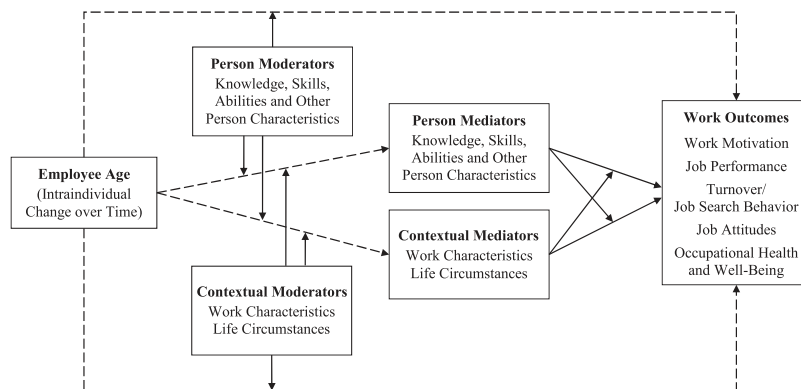 Person Moderators
Knowledge, Skills,
Abilities and Other
Person Characteristics
Employee Age
(Intraindividual
Change over Time)
Person Mediators
Knowledge, Skills,
Abilities and Other
Person Characteristics
Contextual Mediators
Work Characteristics
Life Circumstances
Contextual Moderators
Work Characteristics
Life Circumstances
Work Outcomes
Work Motivation
Job Performance
Turnover/
Job Search Behavior
Job Attitudes
Occupational Health
and Well-Being